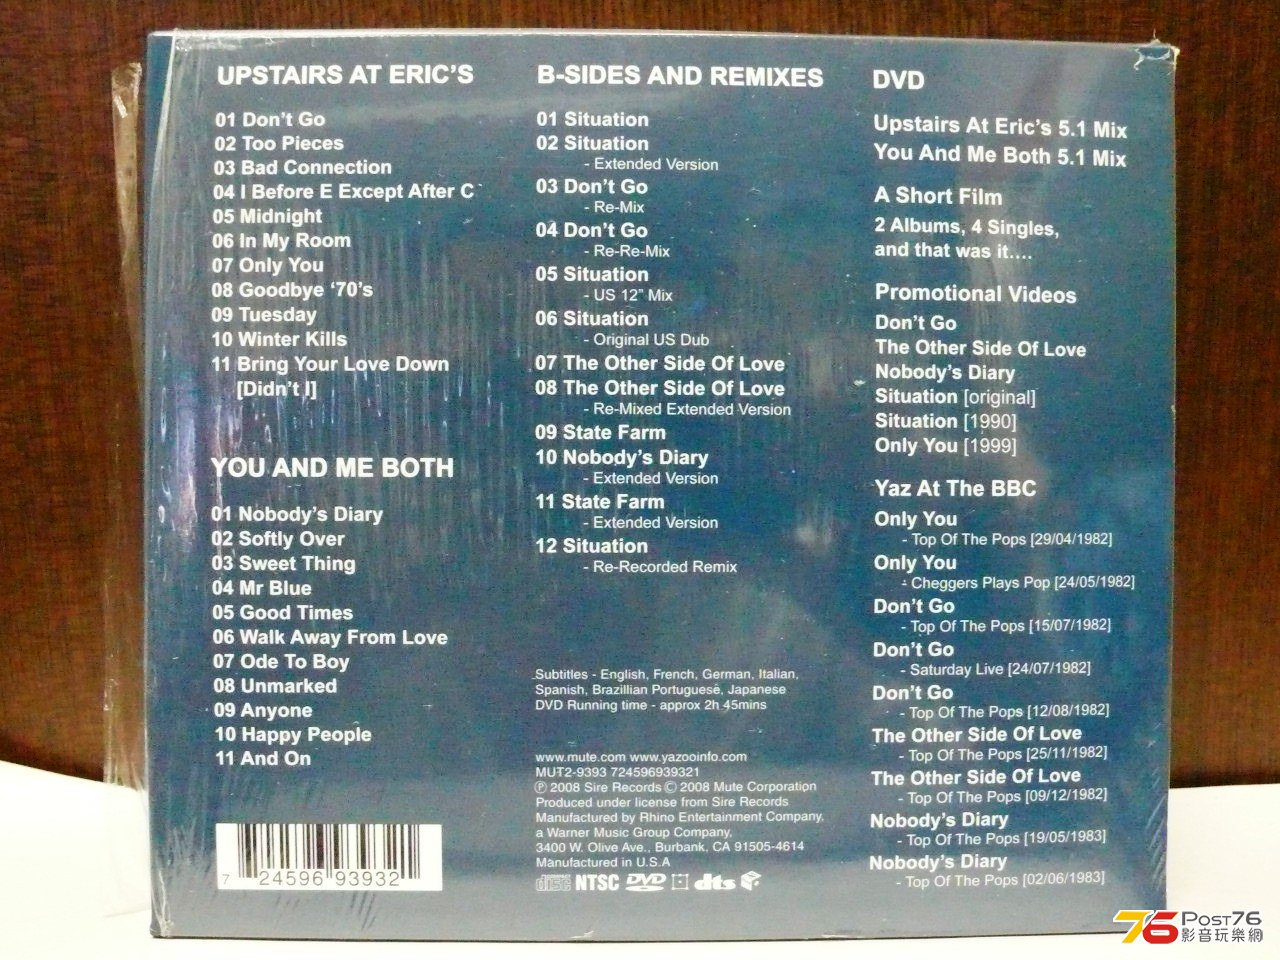 UPSTAIRS AT ERIC'S
01 Don't Go
02 Too Pieces
03 Bad Connection
04 I Before E Except After C
05 Midnight
06 In My Room
07 Only You
08 Goodbye '70's
09 Tuesday
10 Winter Kills
11 Bring Your Love Down
[Didn't I]
YOU AND ME BOTH
01 Nobody's Diary
02 Softly Over
03 Sweet Thing
04 Mr Blue
05 Good Times
06 Walk Away From Love
07 Ode To Boy
08 Unmarked
09 Anyone
10 Happy People
11 And On
7 24596 93932
B-SIDES AND REMIXES
01 Situation
02 Situation
- Extended Version
03 Don't Go
- Re-Mix
04 Don't Go
- Re-Re-Mix
05 Situation
- US 12" Mix
06 Situation
- Original US Dub
07 The Other Side Of Love
08 The Other Side Of Love
- Re-Mixed Extended Version
09 State Farm
10 Nobody's Diary
- Extended Version
11 State Farm
- Extended Version
12 Situation
- Re-Recorded Remix
Subtitles - English, French, German, Italian,
Spanish, Brazillian Portuguese, Japanese
DVD Running time - approx 2h 45mins
www.mute.com www.yazooinfo.com
MUT2-9393 724596939321
Ⓟ 2008 Sire Records © 2008 Mute Corporation
Produced under license from Sire Records
Manufactured by Rhino Entertainment Company,
a Warner Music Group Company,
3400 W. Olive Ave., Burbank, CA 91505-4614
Manufactured in U.S.A
disc NTSC DVD dts
DVD
Upstairs At Eric's 5.1 Mix
You And Me Both 5.1 Mix
A Short Film
2 Albums, 4 Singles,
and that was it....
Promotional Videos
Don't Go
The Other Side Of Love
Nobody's Diary
Situation [original]
Situation [1990]
Only You [1999]
Yaz At The BBC
Only You
- Top Of The Pops [29/04/1982]
Only You
- Cheggers Plays Pop [24/05/1982]
Don't Go
- Top Of The Pops [15/07/1982]
Don't Go
- Saturday Live [24/07/1982]
Don't Go
- Top Of The Pops [12/08/1982]
The Other Side Of Love
- Top Of The Pops [25/11/1982]
The Other Side Of Love
- Top Of The Pops [09/12/1982]
Nobody's Diary
- Top Of The Pops [19/05/1983]
Nobody's Diary
- Top Of The Pops [02/06/1983]
76 Post76
影音玩樂網